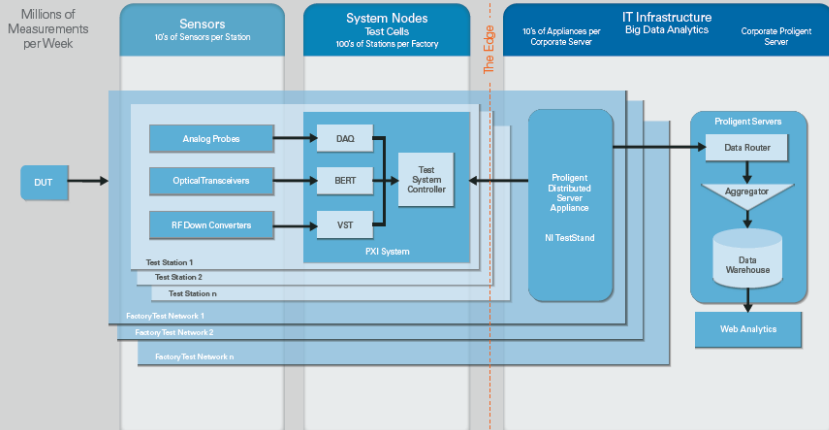 Millions of
Measurements
per Week
Sensors
10's of Sensors per Station
System Nodes
Test Cells
100's of Stations per Factory
The Edge
IT Infrastructure
Big Data Analytics
10's of Appliances per
Corporate Server
Corporate Proligent
Server
DUT
Analog Probes
Optical Transceivers
RF Down Converters
DAQ
BERT
VST
Test
System
Controller
PXI System
Test Station 1
Test Station 2
Test Station n
Factory Test Network 1
Factory Test Network 2
Factory Test Network n
Proligent
Distributed
Server
Appliance
NI TestStand
Proligent Servers
Data Router
Aggregator
Data
Warehouse
Web Analytics